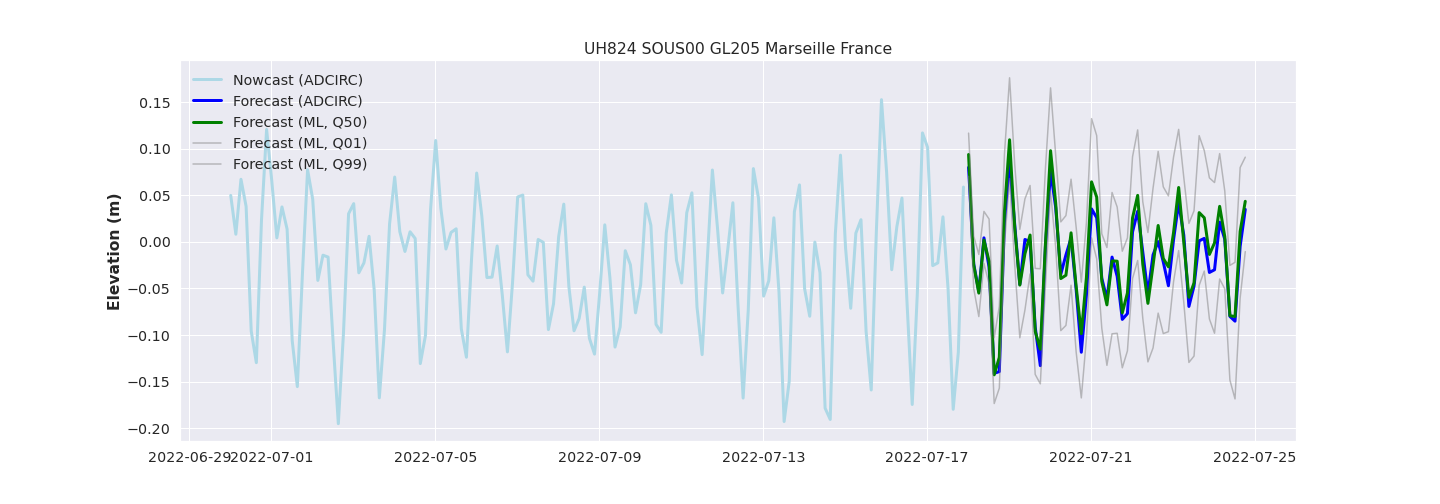 UH824 SOUS00 GL205 Marseille France
Nowcast (ADCIRC)
Forecast (ADCIRC)
Forecast (ML, Q50)
Forecast (ML, Q01)
Forecast (ML, Q99)
Elevation (m)
0.15
0.10
0.05
0.00
−0.05
−0.10
−0.15
−0.20
2022-06-29 2022-07-01 2022-07-05 2022-07-09 2022-07-13 2022-07-17 2022-07-21 2022-07-25